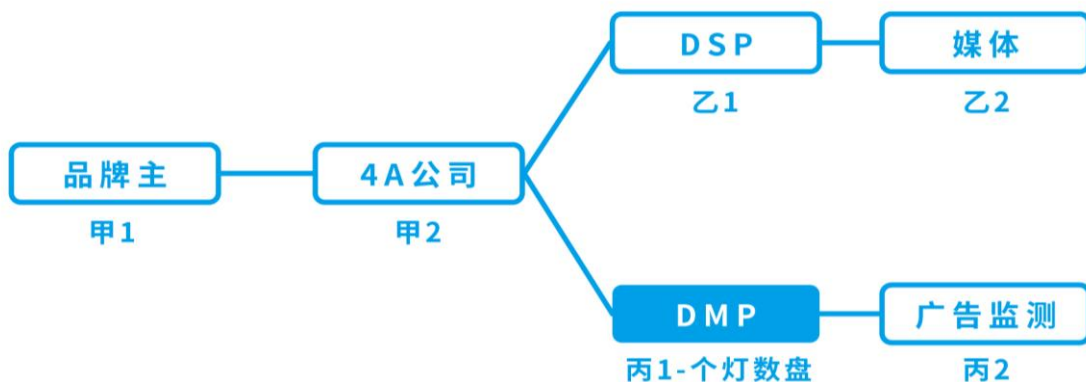 DSP
媒体
乙1
乙2
品牌主
4A公司
甲1
甲2
DMP
广告监测
丙1-个灯数盘
丙2